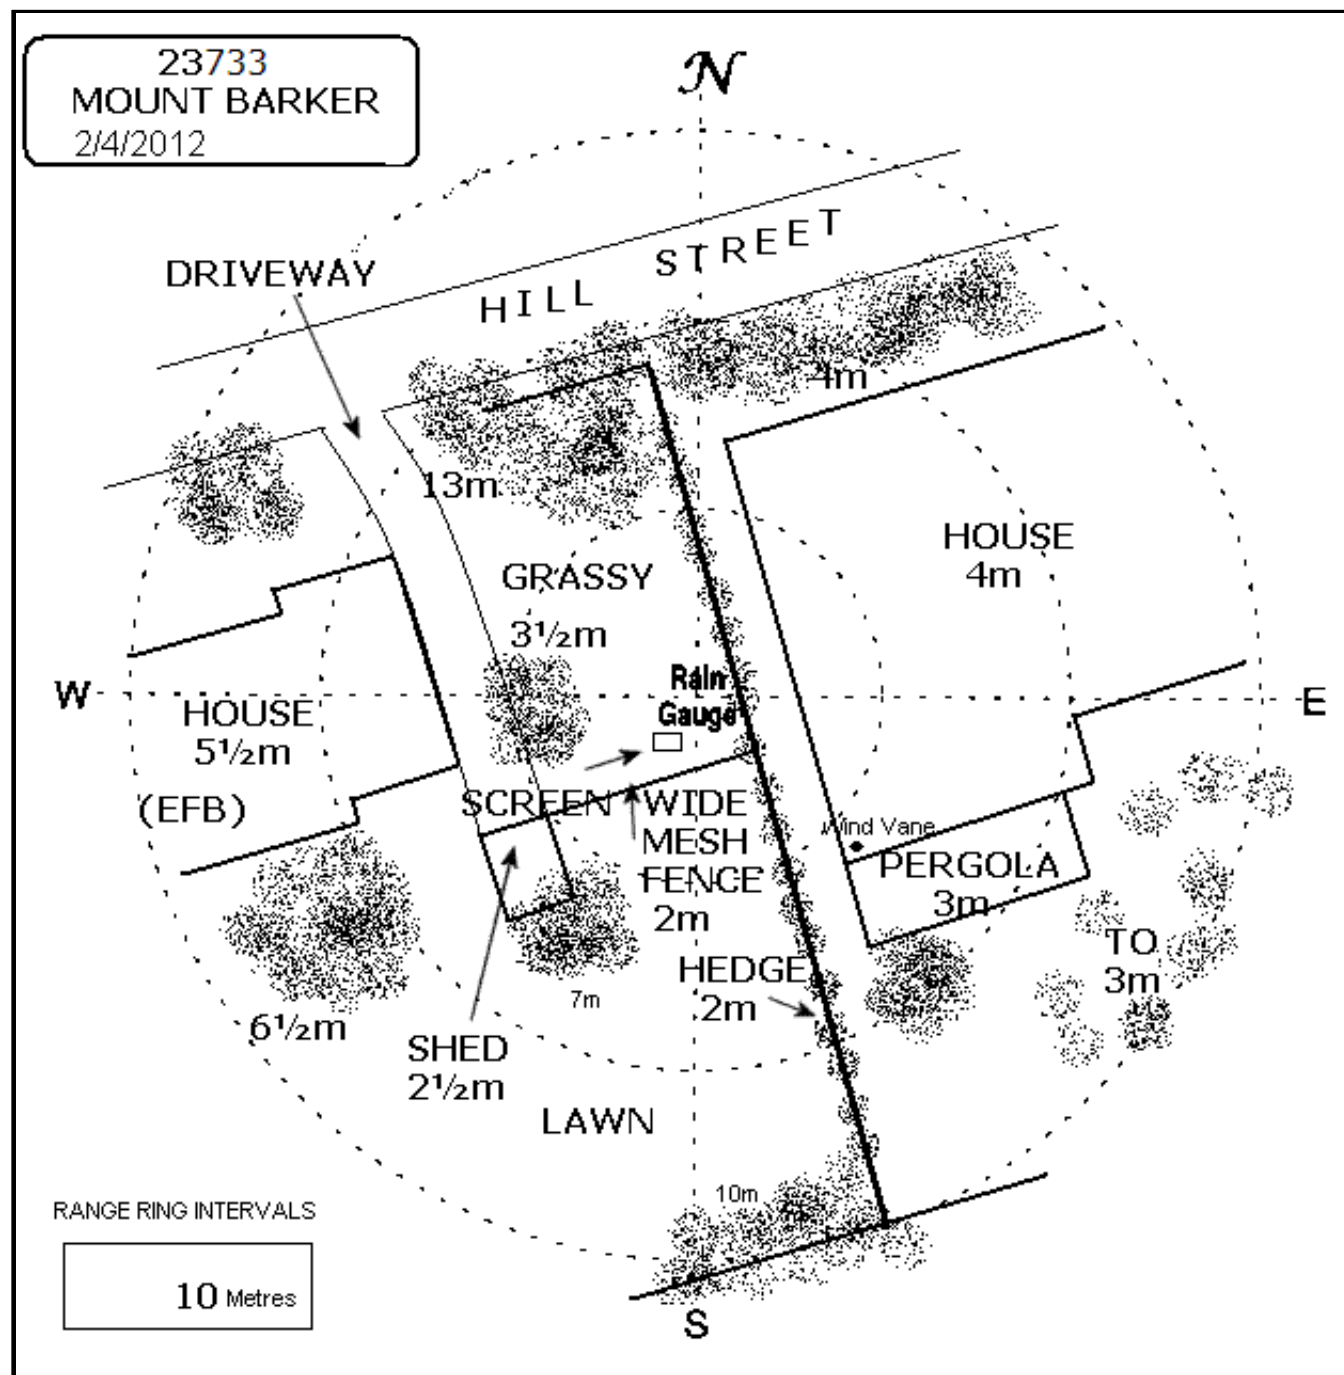 23733
MOUNT BARKER
2/4/2012
N
DRIVEWAY
HILL STREET
4m
13m
HOUSE
4m
GRASSY
3½m
W
Rain
Gauge
E
HOUSE
5½m
(EFB)
SCREEN
WIDE
MESH
FENCE
2m
Wind Vane
PERGOLA
3m
TO
3m
HEDGE
2m
7m
6½m
SHED
2½m
LAWN
10m
RANGE RING INTERVALS
10 Metres
S